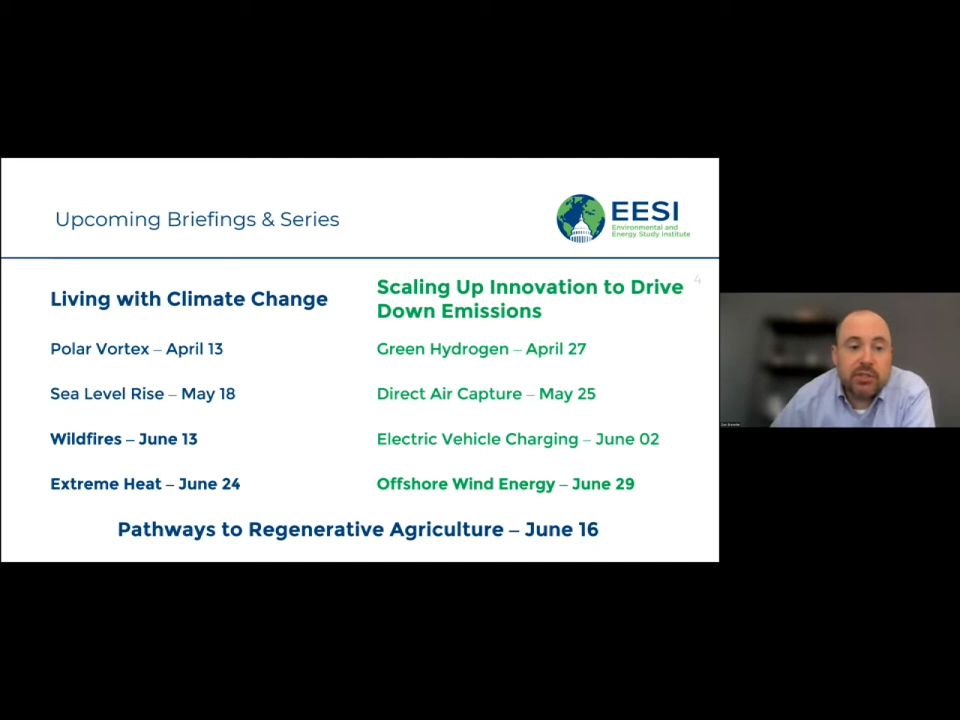 Upcoming Briefings & Series
EESI
Environmental and
Energy Study Institute
4
Living with Climate Change
Polar Vortex – April 13
Sea Level Rise – May 18
Wildfires – June 13
Extreme Heat – June 24
Scaling Up Innovation to Drive
Down Emissions
Green Hydrogen – April 27
Direct Air Capture – May 25
Electric Vehicle Charging – June 02
Offshore Wind Energy – June 29
Pathways to Regenerative Agriculture – June 16